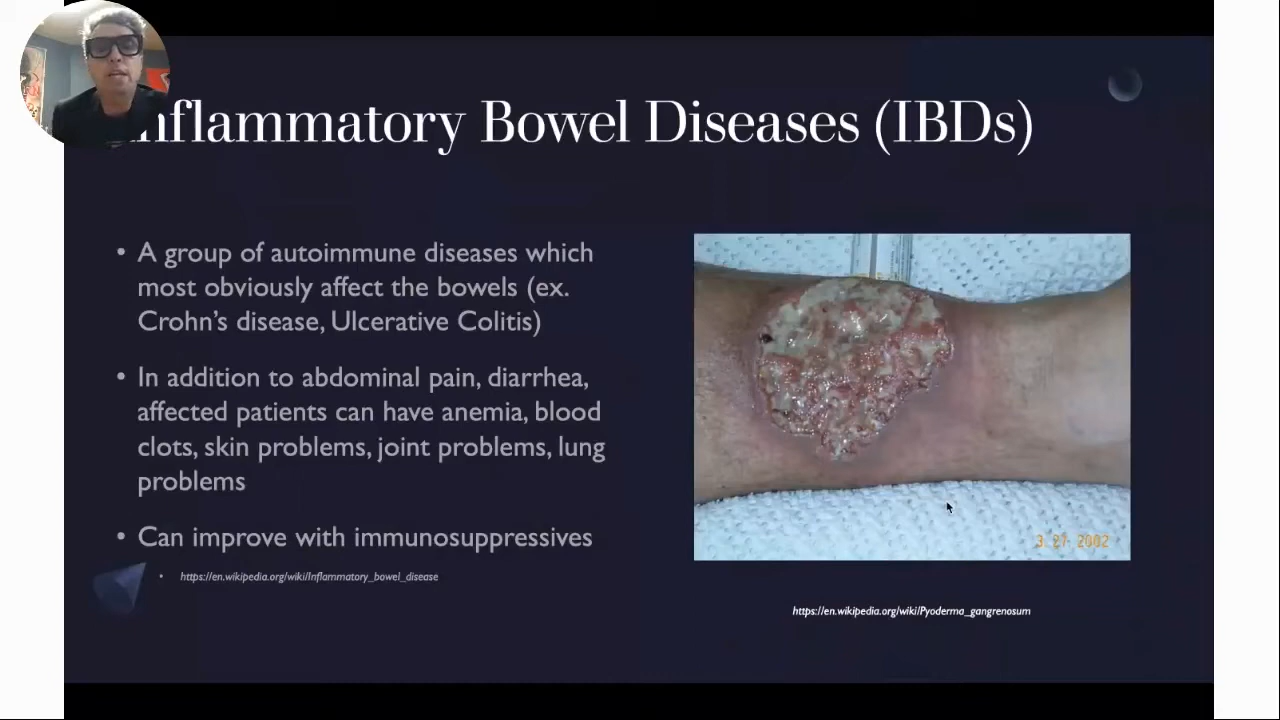 Inflammatory Bowel Diseases (IBDs)
• A group of autoimmune diseases which
most obviously affect the bowels (ex.
Crohn's disease, Ulcerative Colitis)
• In addition to abdominal pain, diarrhea,
affected patients can have anemia, blood
clots, skin problems, joint problems, lung
problems
• Can improve with immunosuppressives
• https://en.wikipedia.org/wiki/Inflammatory_bowel_disease
3 27 2002
https://en.wikipedia.org/wiki/Pyoderma_gangrenosum